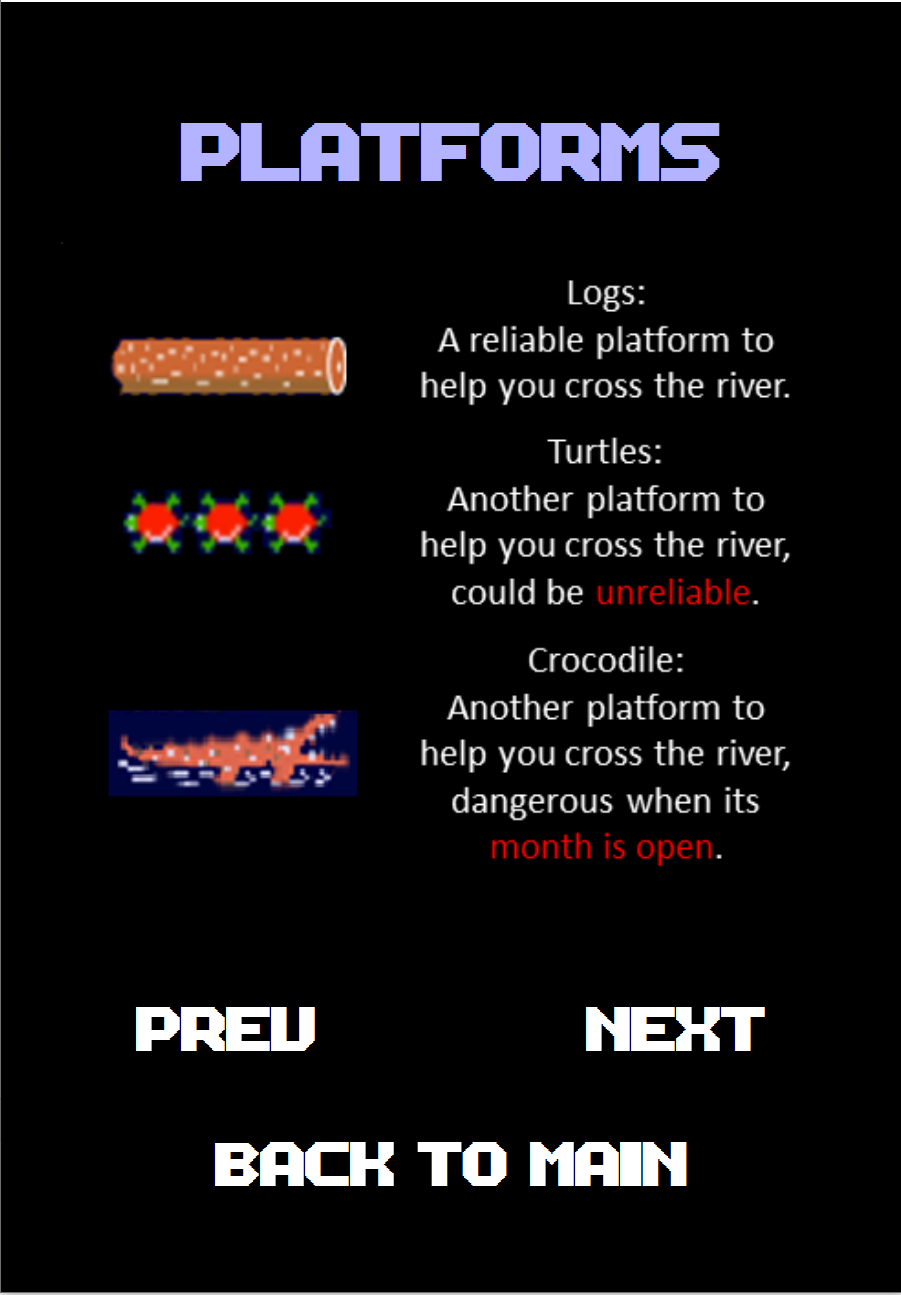 PLATFORMS
Logs:
A reliable platform to
help you cross the river.
Turtles:
Another platform to
help you cross the river,
could be unreliable.
Crocodile:
Another platform to
help you cross the river,
dangerous when its
month is open.
PREV
NEXT
BACK TO MAIN